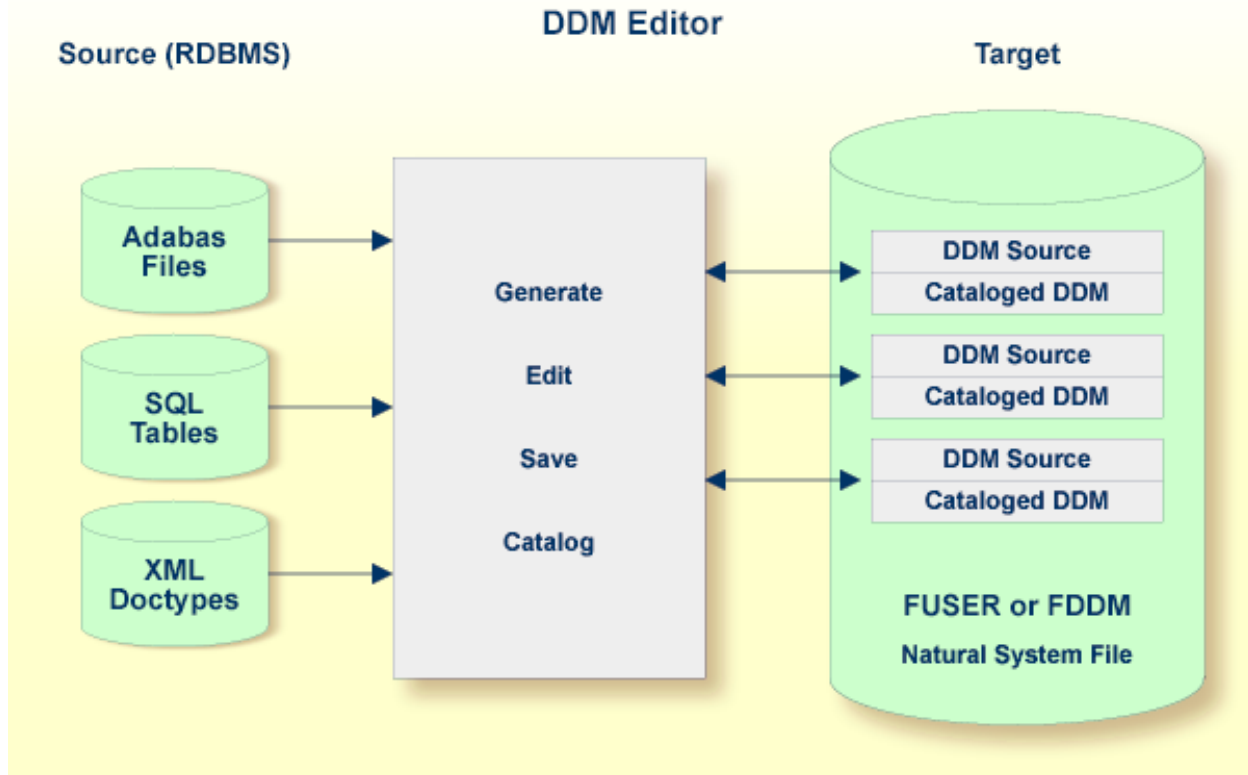 DDM Editor
Source (RDBMS)
Target
Adabas
Files
SQL
Tables
XML
Doctypes
Generate
Edit
Save
Catalog
DDM Source
Cataloged DDM
DDM Source
Cataloged DDM
DDM Source
Cataloged DDM
FUSER or FDDM
Natural System File